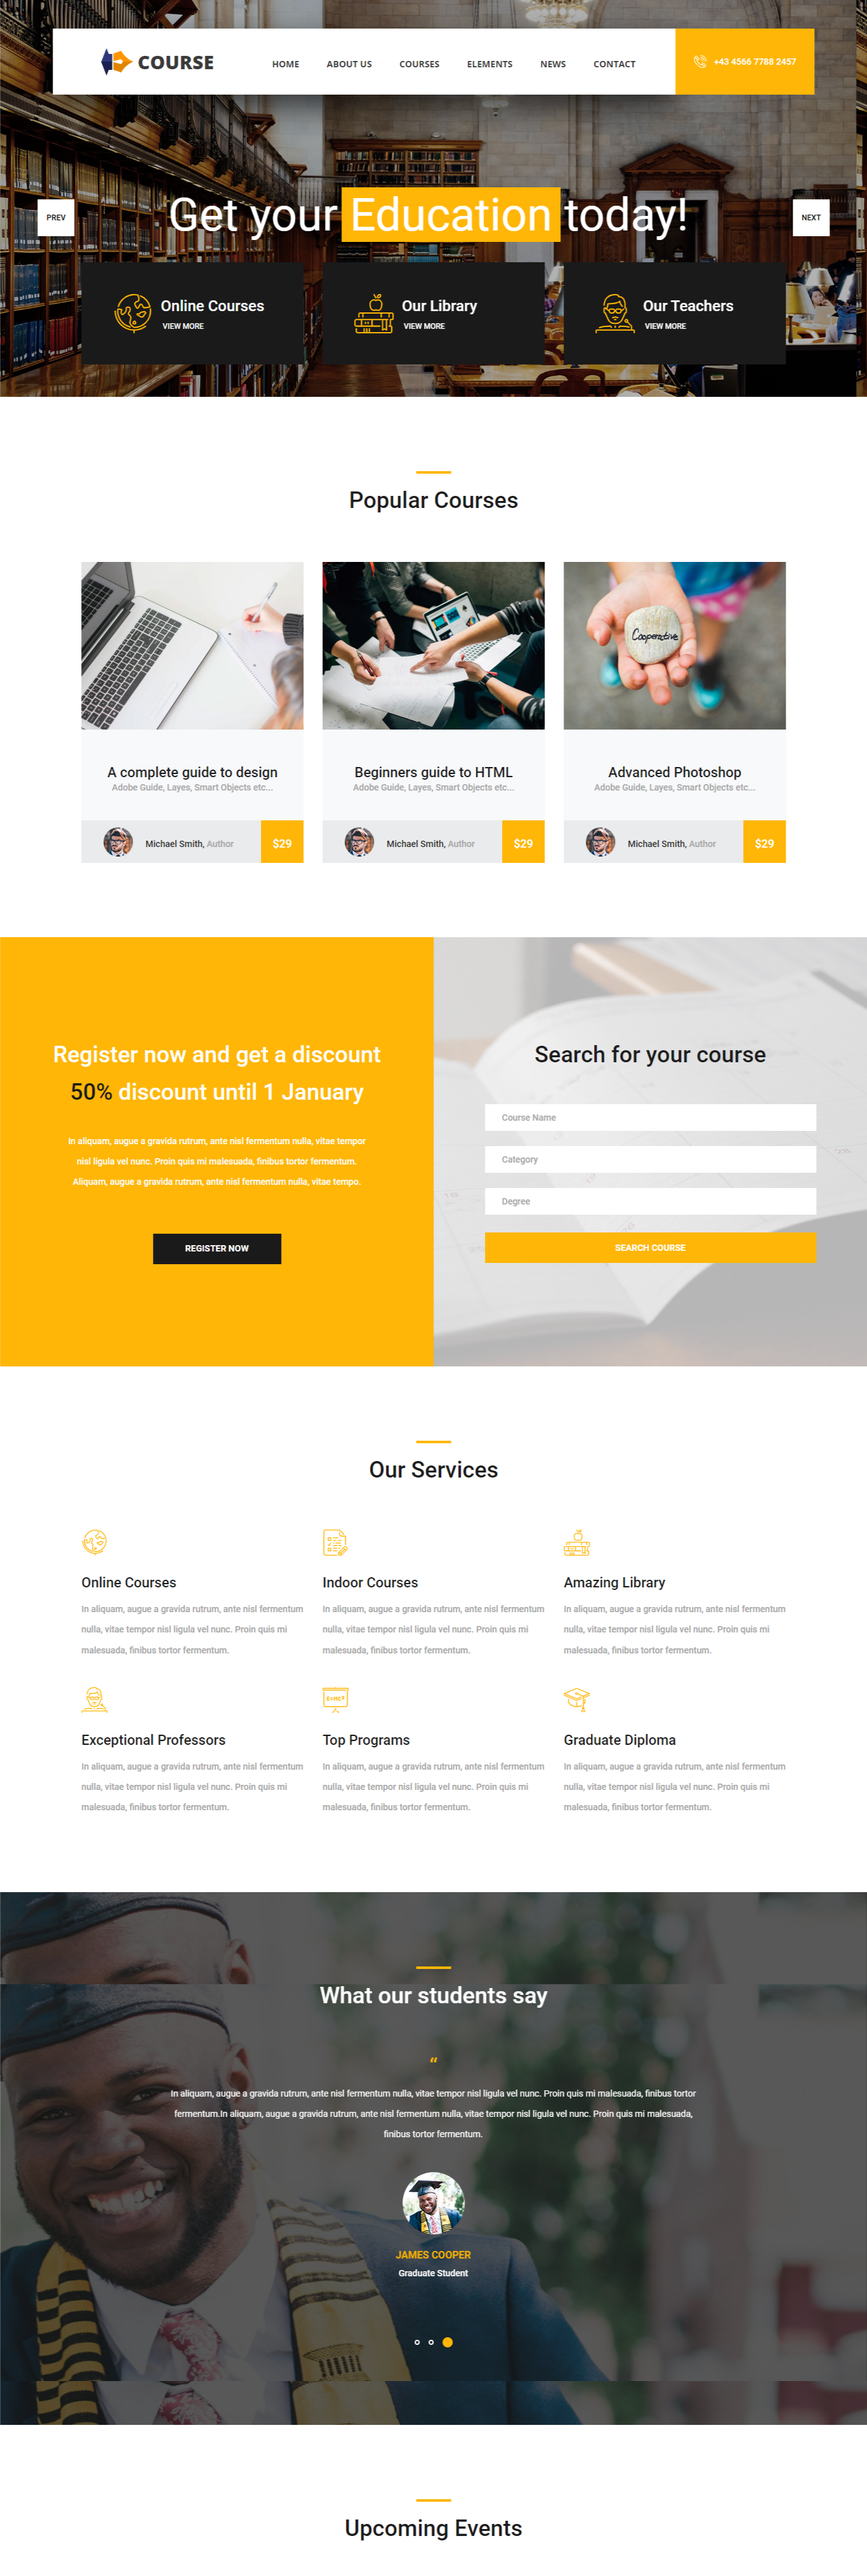 COURSE
HOME ABOUT US COURSES ELEMENTS NEWS CONTACT
+43 4566 7788 2457
PREV
Get your Education today!
NEXT
Online Courses
VIEW MORE
Our Library
VIEW MORE
Our Teachers
VIEW MORE
Popular Courses
Cooperative
A complete guide to design
Adobe Guide, Layes, Smart Objects etc...
Michael Smith, Author
$29
Beginners guide to HTML
Adobe Guide, Layes, Smart Objects etc...
Michael Smith, Author
$29
Advanced Photoshop
Adobe Guide, Layes, Smart Objects etc...
Michael Smith, Author
$29
Register now and get a discount
50% discount until 1 January
In aliquam, augue a gravida rutrum, ante nisl fermentum nulla, vitae tempor
nisl ligula vel nunc. Proin quis mi malesuada, finibus tortor fermentum.
Aliquam, augue a gravida rutrum, ante nisl fermentum nulla, vitae tempo.
REGISTER NOW
Search for your course
Course Name
Category
Degree
SEARCH COURSE
Our Services
Online Courses
In aliquam, augue a gravida rutrum, ante nisl fermentum
nulla, vitae tempor nisl ligula vel nunc. Proin quis mi
malesuada, finibus tortor fermentum.
Indoor Courses
In aliquam, augue a gravida rutrum, ante nisl fermentum
nulla, vitae tempor nisl ligula vel nunc. Proin quis mi
malesuada, finibus tortor fermentum.
Amazing Library
In aliquam, augue a gravida rutrum, ante nisl fermentum
nulla, vitae tempor nisl ligula vel nunc. Proin quis mi
malesuada, finibus tortor fermentum.
Exceptional Professors
In aliquam, augue a gravida rutrum, ante nisl fermentum
nulla, vitae tempor nisl ligula vel nunc. Proin quis mi
malesuada, finibus tortor fermentum.
E=MC²
Top Programs
In aliquam, augue a gravida rutrum, ante nisl fermentum
nulla, vitae tempor nisl ligula vel nunc. Proin quis mi
malesuada, finibus tortor fermentum.
Graduate Diploma
In aliquam, augue a gravida rutrum, ante nisl fermentum
nulla, vitae tempor nisl ligula vel nunc. Proin quis mi
malesuada, finibus tortor fermentum.
What our students say
“
In aliquam, augue a gravida rutrum, ante nisl fermentum nulla, vitae tempor nisl ligula vel nunc. Proin quis mi malesuada, finibus tortor
fermentum.In aliquam, augue a gravida rutrum, ante nisl fermentum nulla, vitae tempor nisl ligula vel nunc. Proin quis mi malesuada,
finibus tortor fermentum.
JAMES COOPER
Graduate Student
Upcoming Events